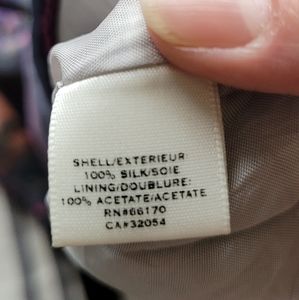 SHELL/EXTERIEUR
100% SILK/SOIE
LINING/DOUBLURE:
100% ACETATE/ACETATE
RN#66170
CA#32054